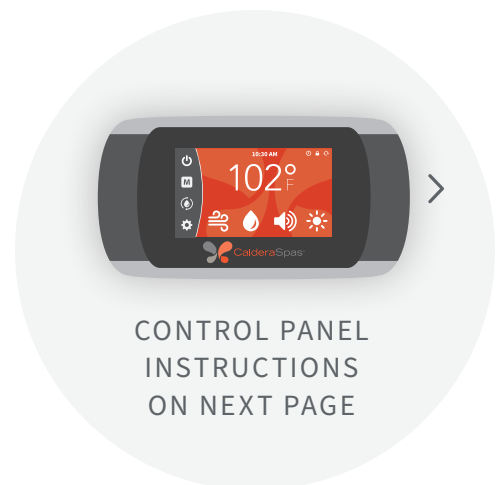 10:30 AM
M
102°F
CalderaSpas
CONTROL PANEL
INSTRUCTIONS
ON NEXT PAGE